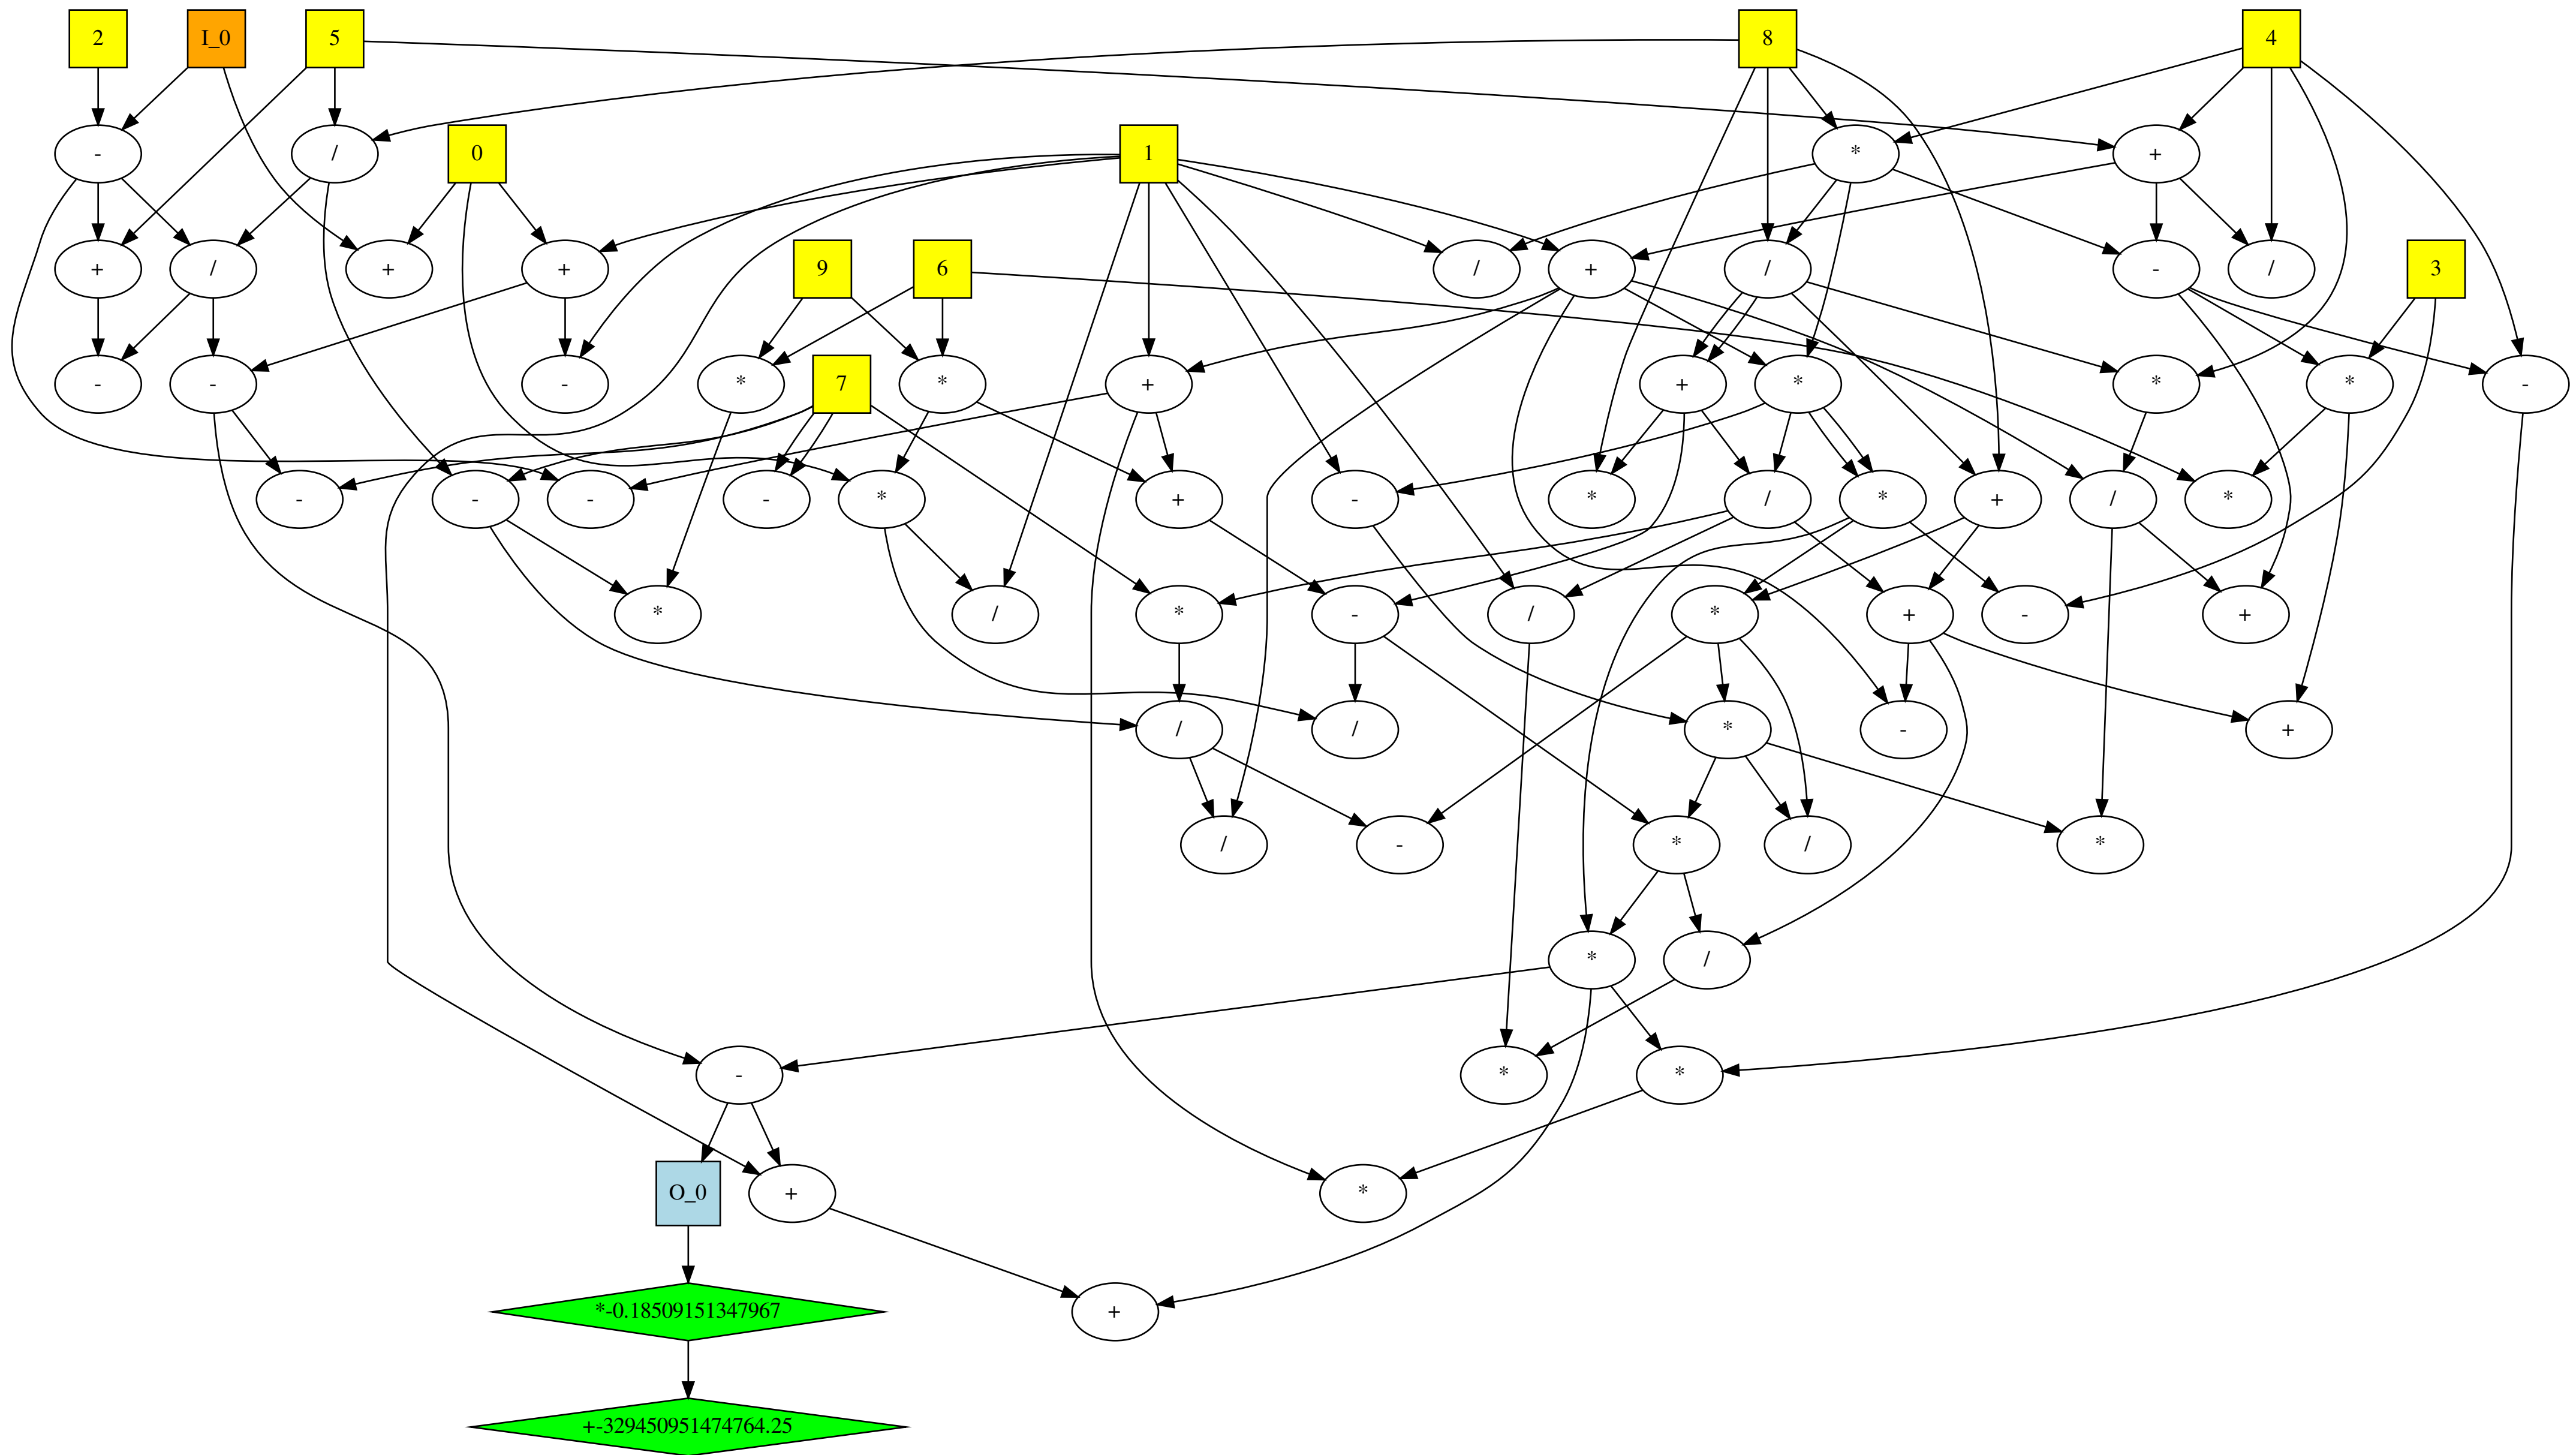 2 I_0 5 8 4
- / 0 1 * +
+ / + + 9 6 / + / - / 3
- - - * 7 * + + * * * -
- - - - * + - * / * + / *
* / * - / * + - +
/ / * - +
/ - * / *
* /
- * *
O_0 + *
*-0.18509151347967 +
+-329450951474764.25